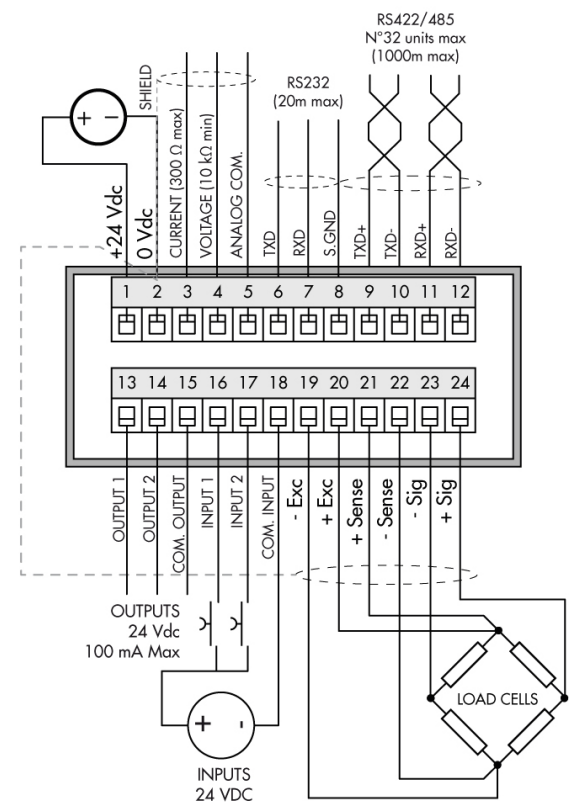 RS422/485
N°32 units max
(1000m max)
RS232
(20m max)
+
-
SHIELD
+24 Vdc
0 Vdc
CURRENT (300 Ω max)
VOLTAGE (10 kΩ min)
ANALOG COM.
TXD
RXD
S.GND
TXD+
TXD-
RXD+
RXD-
1 2 3 4 5 6 7 8 9 10 11 12
13 14 15 16 17 18 19 20 21 22 23 24
OUTPUT 1
OUTPUT 2
COM. OUTPUT
INPUT 1
INPUT 2
COM. INPUT
- Exc
+ Exc
+ Sense
- Sense
- Sig
+ Sig
OUTPUTS
24 Vdc
100 mA Max
+
-
INPUTS
24 VDC
LOAD CELLS